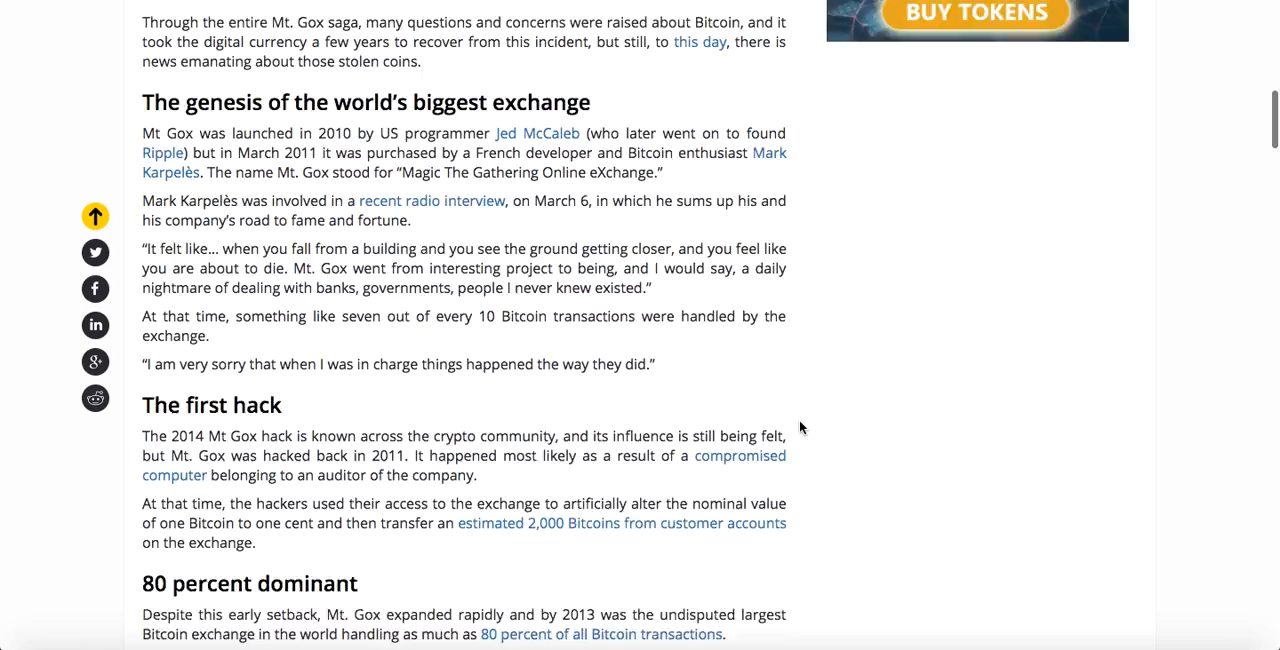 BUY TOKENS
Through the entire Mt. Gox saga, many questions and concerns were raised about Bitcoin, and it
took the digital currency a few years to recover from this incident, but still, to this day, there is
news emanating about those stolen coins.
The genesis of the world’s biggest exchange
Mt Gox was launched in 2010 by US programmer Jed McCaleb (who later went on to found
Ripple) but in March 2011 it was purchased by a French developer and Bitcoin enthusiast Mark
Karpelès. The name Mt. Gox stood for “Magic The Gathering Online eXchange.”
Mark Karpelès was involved in a recent radio interview, on March 6, in which he sums up his and
his company’s road to fame and fortune.
“It felt like... when you fall from a building and you see the ground getting closer, and you feel like
you are about to die. Mt. Gox went from interesting project to being, and I would say, a daily
nightmare of dealing with banks, governments, people I never knew existed.”
At that time, something like seven out of every 10 Bitcoin transactions were handled by the
exchange.
“I am very sorry that when I was in charge things happened the way they did.”
The first hack
The 2014 Mt Gox hack is known across the crypto community, and its influence is still being felt,
but Mt. Gox was hacked back in 2011. It happened most likely as a result of a compromised
computer belonging to an auditor of the company.
At that time, the hackers used their access to the exchange to artificially alter the nominal value
of one Bitcoin to one cent and then transfer an estimated 2,000 Bitcoins from customer accounts
on the exchange.
80 percent dominant
Despite this early setback, Mt. Gox expanded rapidly and by 2013 was the undisputed largest
Bitcoin exchange in the world handling as much as 80 percent of all Bitcoin transactions.